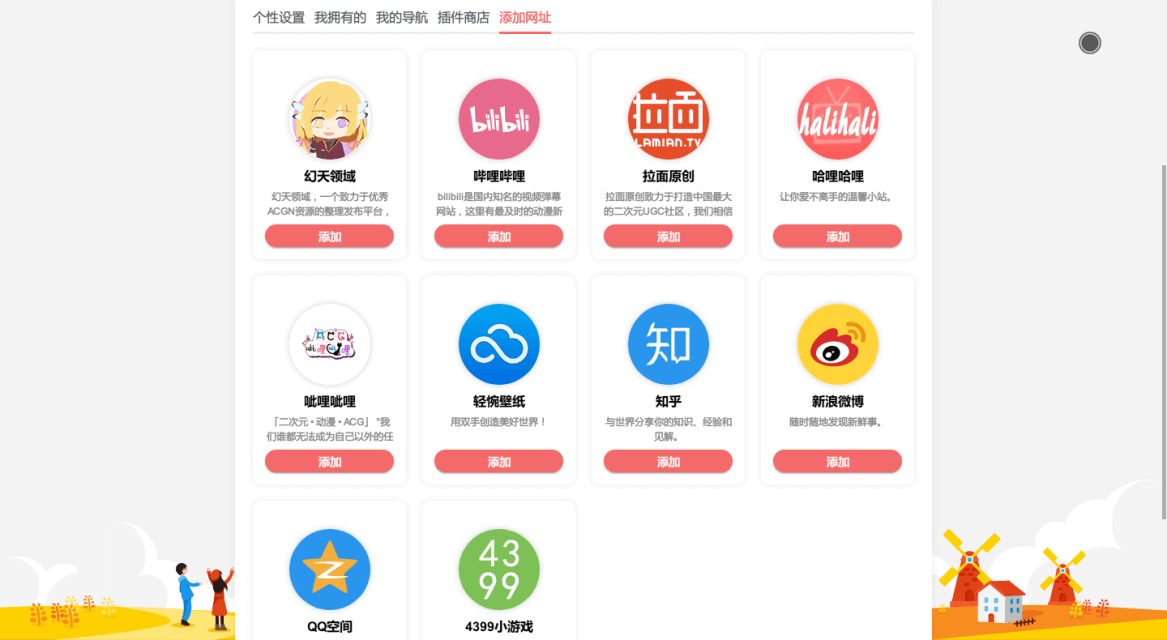 个性设置 我拥有的 我的导航 插件商店 添加网址
bilibili
拉面
LAMIAN.TV
halihali
幻天领域
哔哩哔哩
拉面原创
哈哩哈哩
幻天领域，一个致力于优秀
ACGN资源的整理发布平台，
bilibili是国内知名的视频弹幕
网站，这里有最及时的动漫新
拉面原创致力于打造中国最大
的二次元UGC社区，我们相信
让你爱不离手的温馨小站。
添加
添加
添加
添加
ACG
知
呲哩呲哩
轻惋壁纸
知乎
新浪微博
「二次元 • 动漫 • ACG」 "我
们谁都无法成为自己以外的任
用双手创造美好世界！
与世界分享你的知识、经验和
见解。
随时随地发现新鲜事。
添加
添加
添加
添加
43
99
QQ空间
4399小游戏